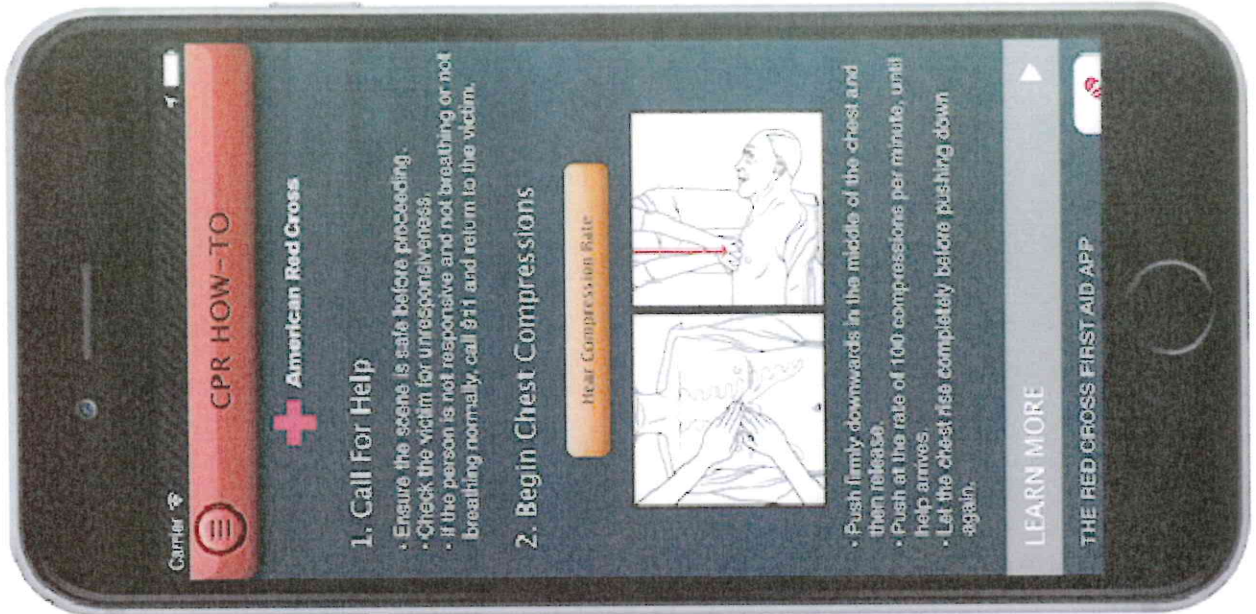 Carrier
CPR HOW-TO
American Red Cross
1. Call For Help
• Ensure the scene is safe before proceeding.
• Check the victim for unresponsiveness.
• If the person is not responsive and not breathing or not
breathing normally, call 911 and return to the victim.
2. Begin Chest Compressions
Hear Compression Rate
• Push firmly downwards in the middle of the chest and
then release.
• Push at the rate of 100 compressions per minute, until
help arrives
• Let the chest rise completely before pushing down
again.
LEARN MORE
THE RED CROSS FIRST AID APP